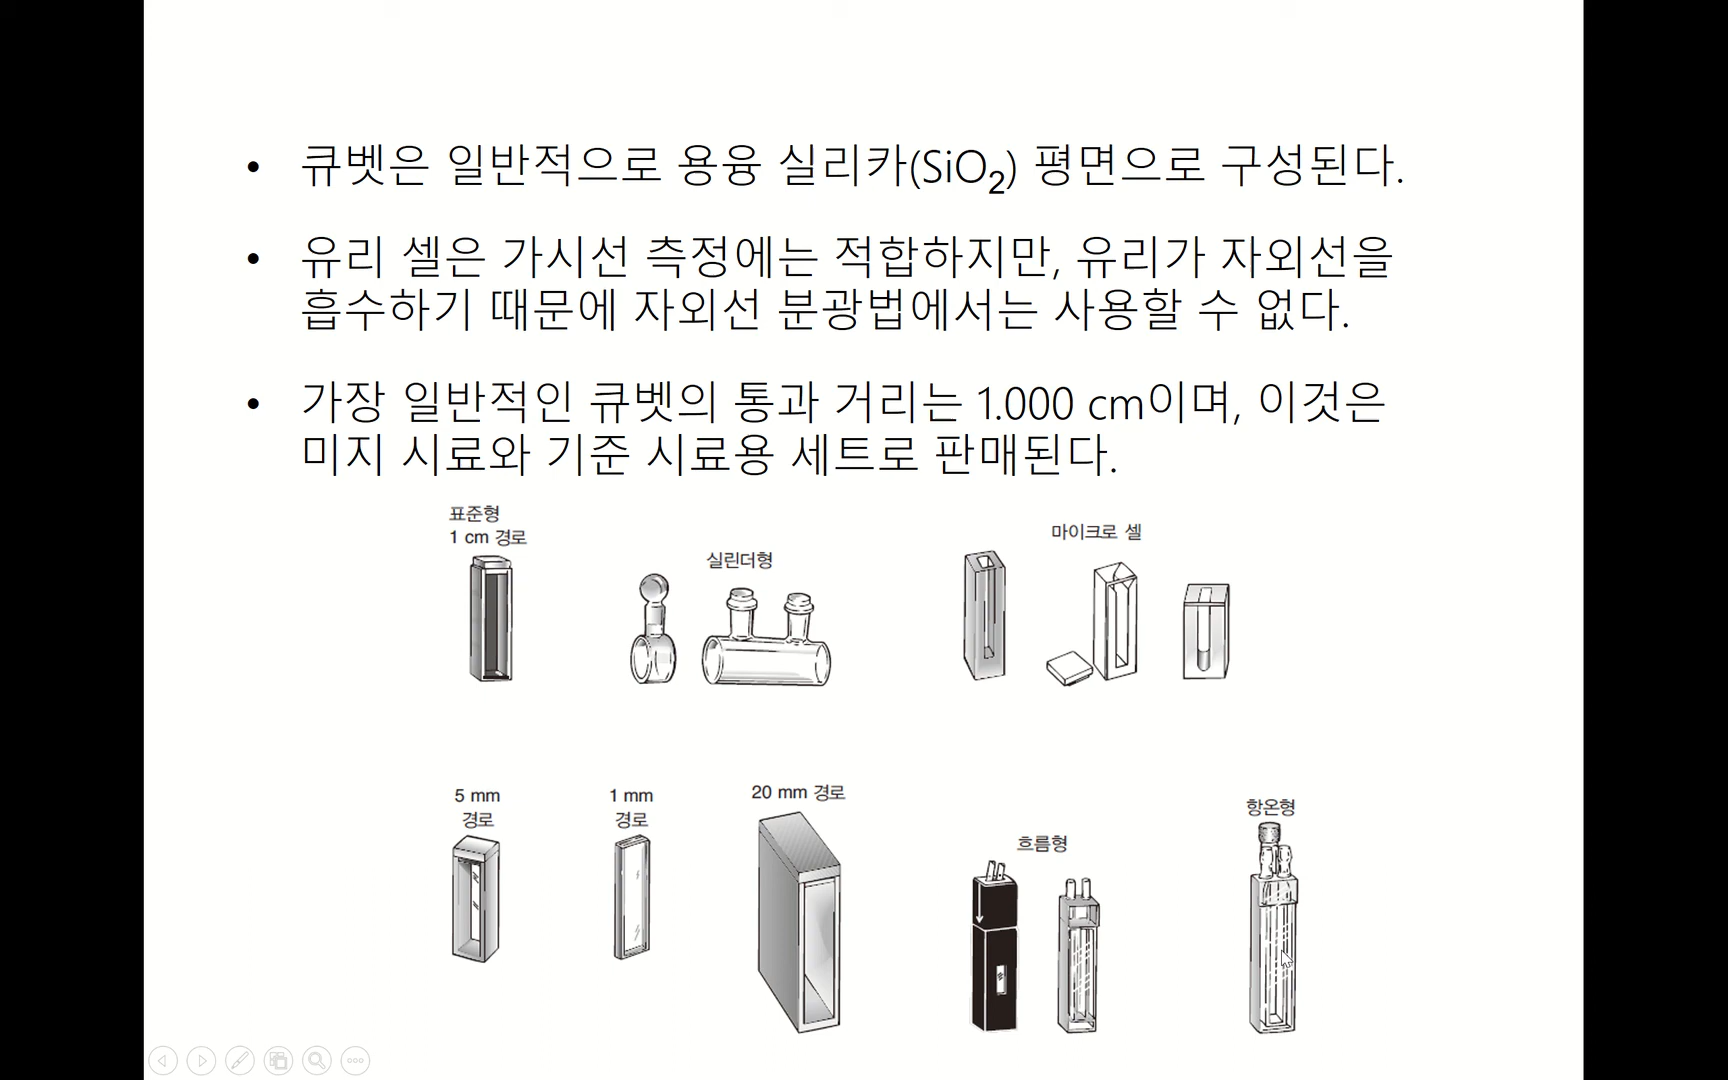 • 큐벳은 일반적으로 용융 실리카(SiO₂) 평면으로 구성된다.
• 유리 셀은 가시선 측정에는 적합하지만, 유리가 자외선을
흡수하기 때문에 자외선 분광법에서는 사용할 수 없다.
• 가장 일반적인 큐벳의 통과 거리는 1.000 cm이며, 이것은
미지 시료와 기준 시료용 세트로 판매된다.
표준형
1 cm 경로
실린더형
마이크로 셀
5 mm
경로
1 mm
경로
20 mm 경로
흐름형
항온형